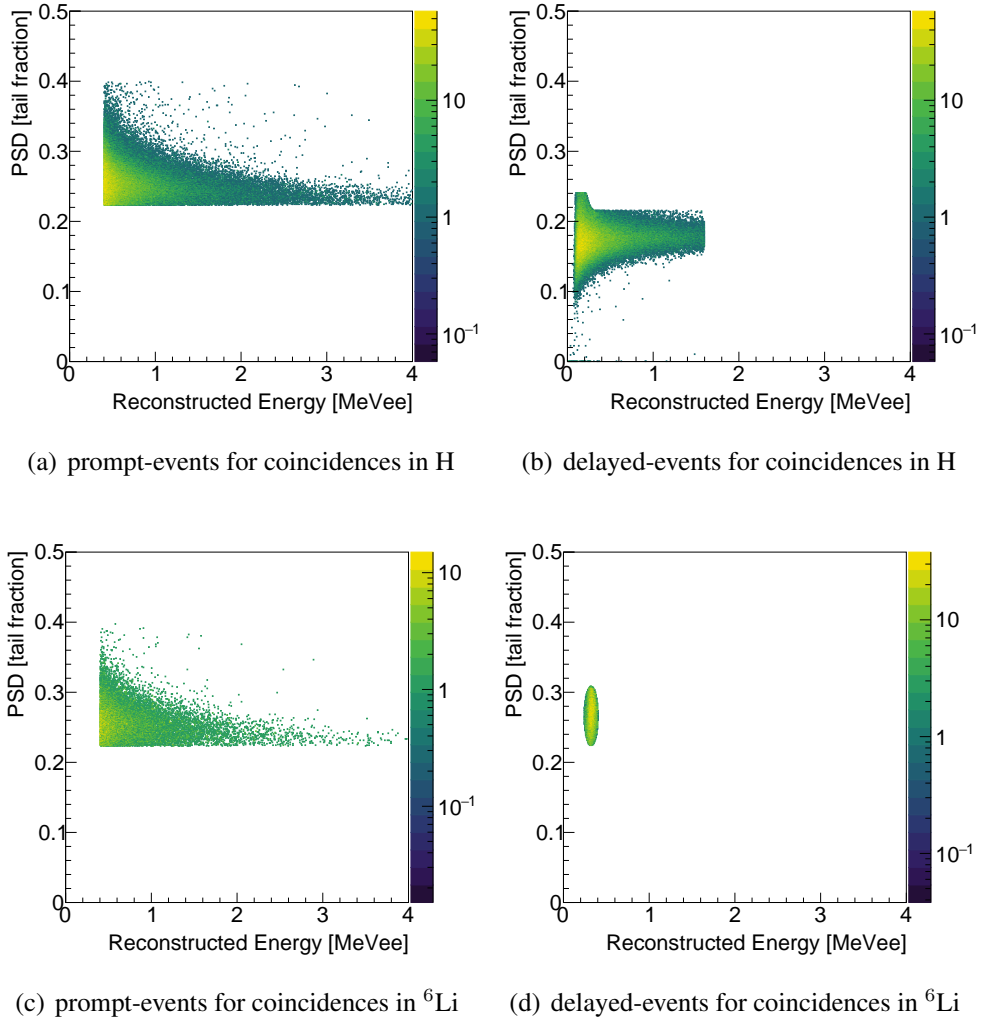 PSD [tail fraction]
0.5
0.4
0.3
0.2
0.1
0
0 1 2 3 4
Reconstructed Energy [MeVee]
10
1
10⁻¹
(a) prompt-events for coincidences in H
PSD [tail fraction]
0.5
0.4
0.3
0.2
0.1
0
0 1 2 3 4
Reconstructed Energy [MeVee]
10
1
10⁻¹
(b) delayed-events for coincidences in H
PSD [tail fraction]
0.5
0.4
0.3
0.2
0.1
0
0 1 2 3 4
Reconstructed Energy [MeVee]
10
1
10⁻¹
(c) prompt-events for coincidences in ⁶Li
PSD [tail fraction]
0.5
0.4
0.3
0.2
0.1
0
0 1 2 3 4
Reconstructed Energy [MeVee]
10
1
10⁻¹
(d) delayed-events for coincidences in ⁶Li